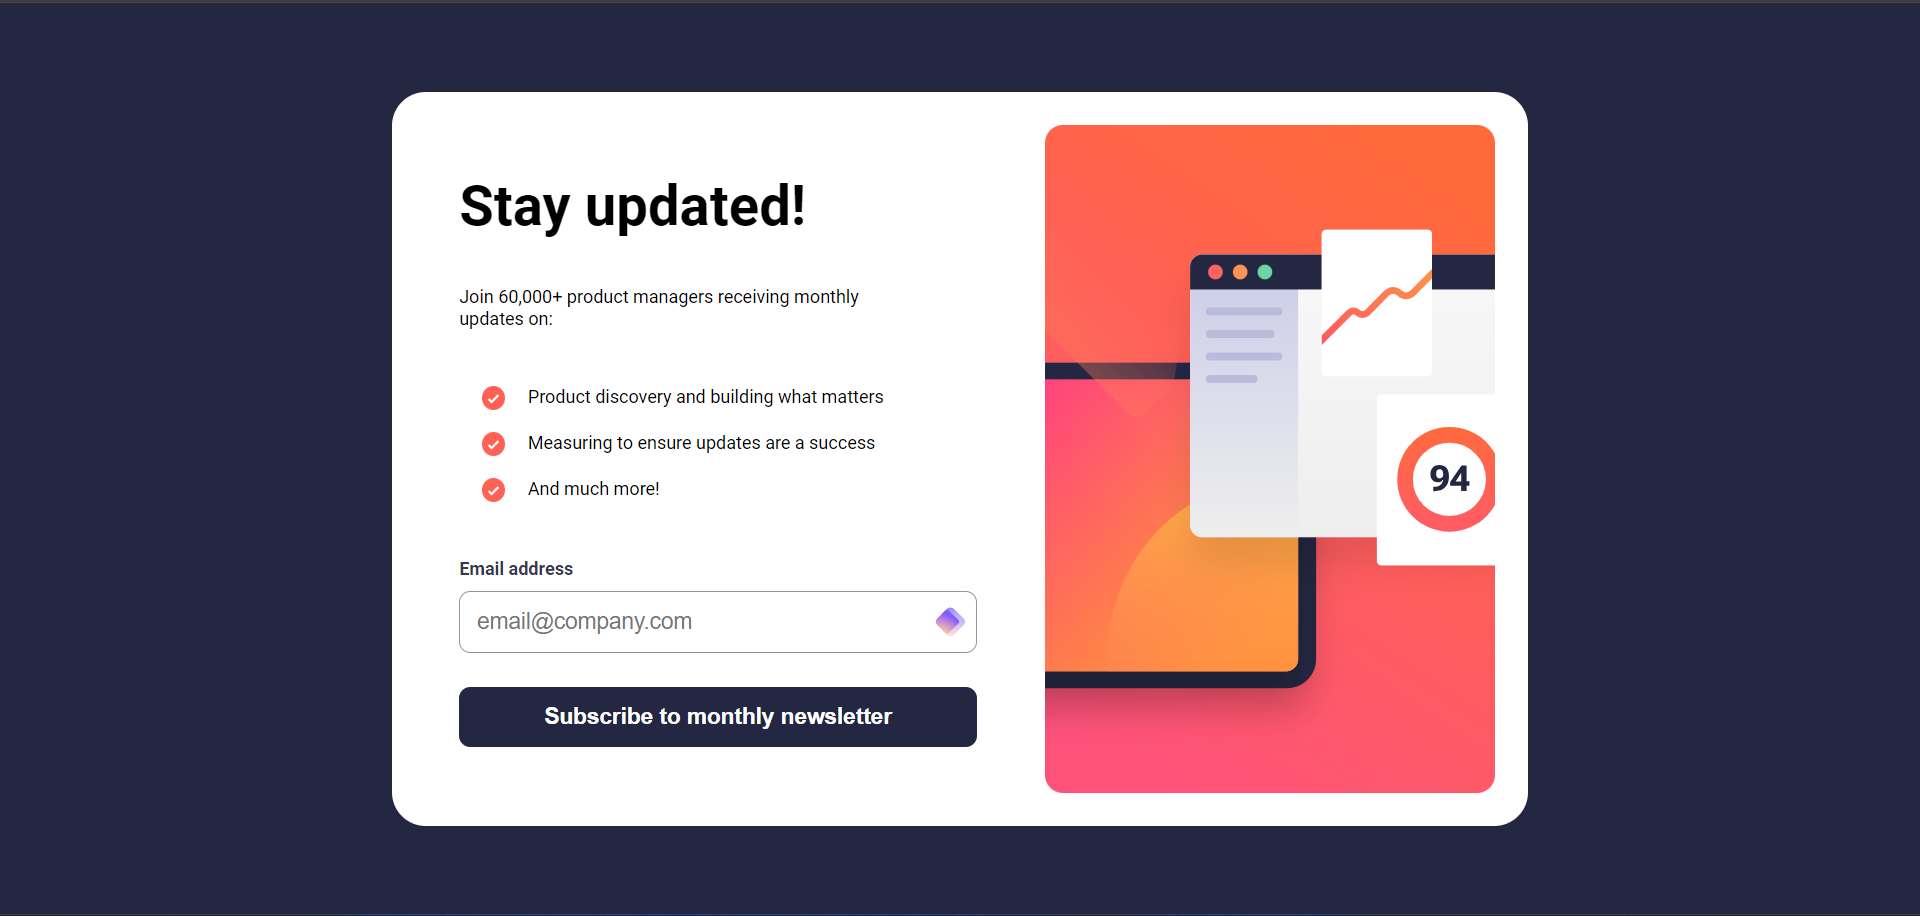 Stay updated!
Join 60,000+ product managers receiving monthly
updates on:
Product discovery and building what matters
Measuring to ensure updates are a success
And much more!
Email address
email@company.com
Subscribe to monthly newsletter
94